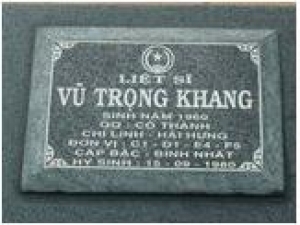 LIỆT SĨ
VŨ TRỌNG KHANG
SINH NĂM 1960
QQ: CỔ THÀNH
CHÍ LINH - HẢI HƯNG
ĐƠN VỊ: C1 - D1 - E4 - F5
CẤP BẬC: BINH NHẤT
HY SINH: 15 - 09 - 1980